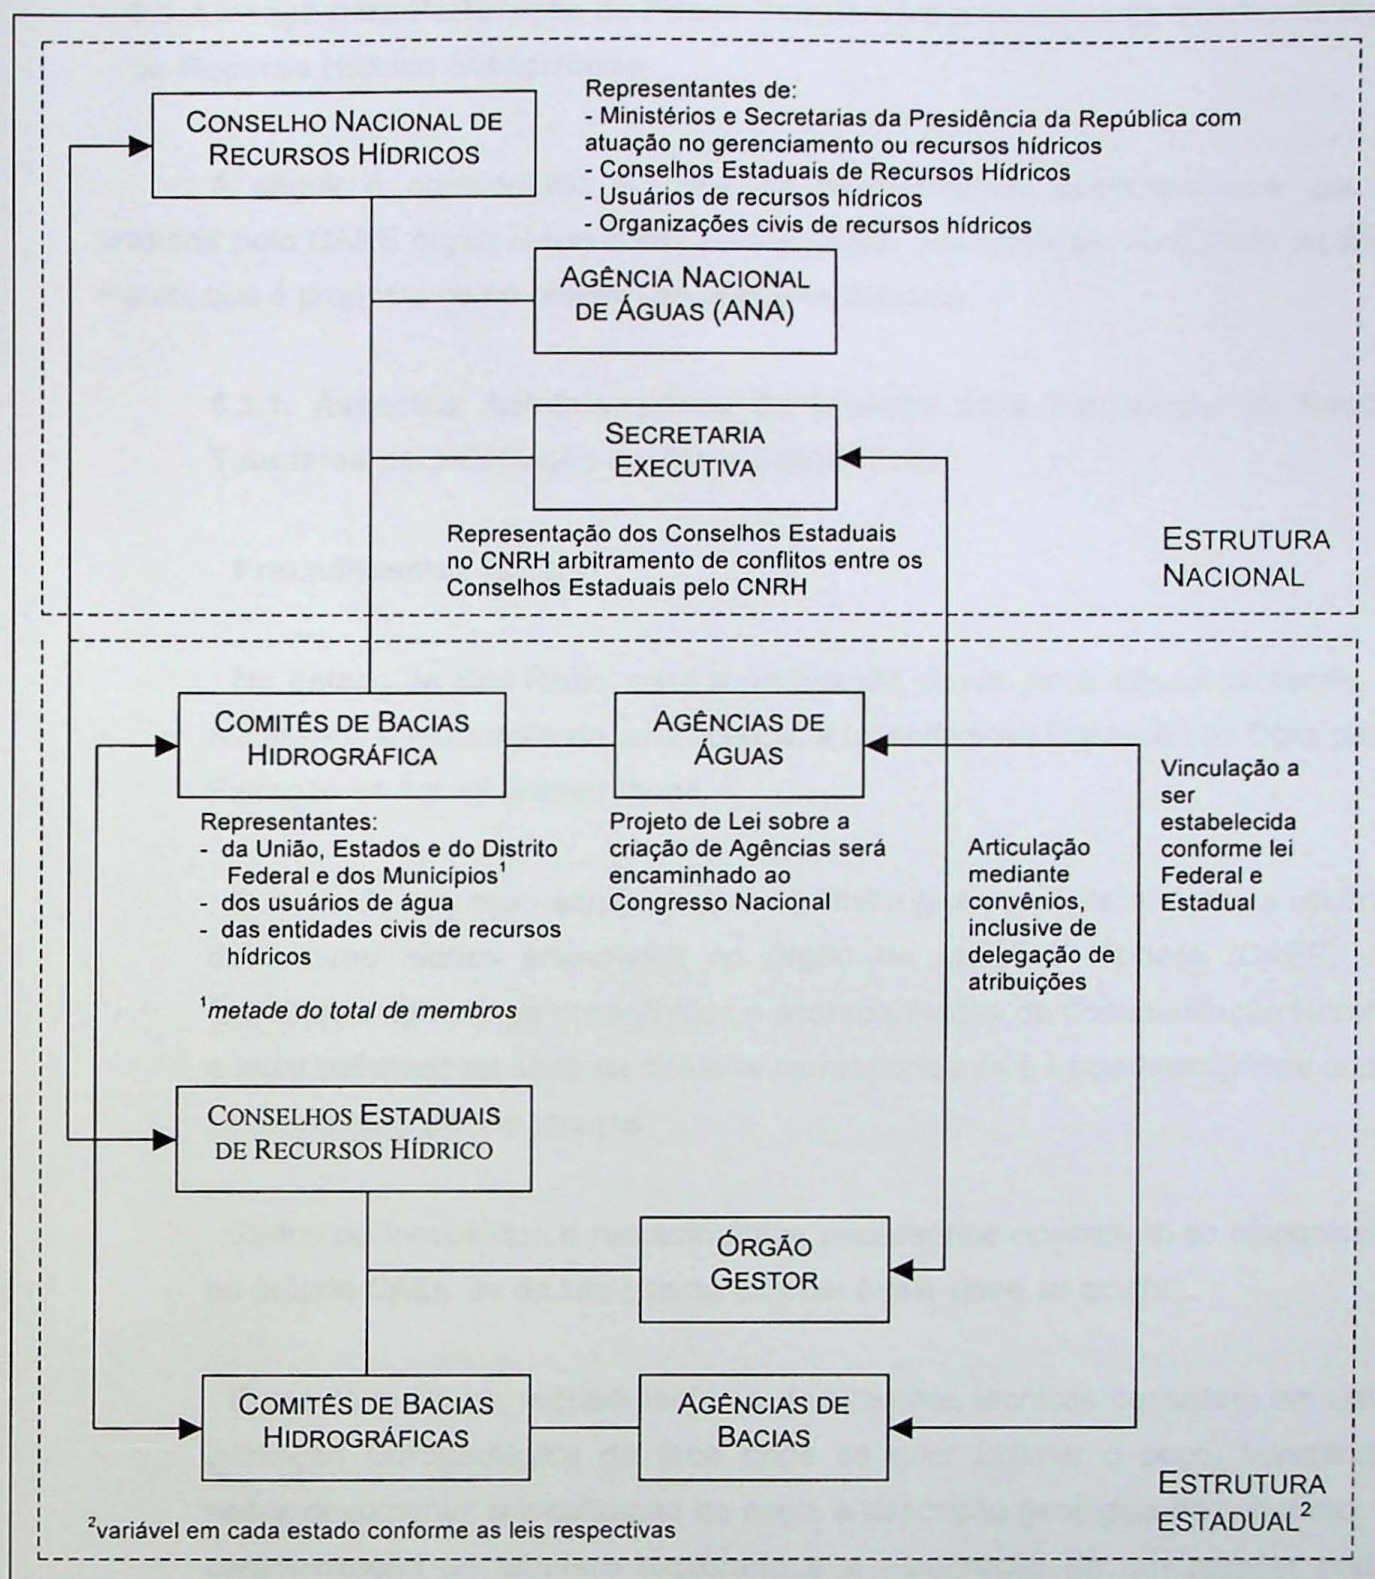 CONSELHO NACIONAL DE
RECURSOS HÍDRICOS
Representantes de:
- Ministérios e Secretarias da Presidência da República com
atuação no gerenciamento ou recursos hídricos
- Conselhos Estaduais de Recursos Hídricos
- Usuários de recursos hídricos
- Organizações civis de recursos hídricos
AGÊNCIA NACIONAL
DE ÁGUAS (ANA)
SECRETARIA
EXECUTIVA
Representação dos Conselhos Estaduais
no CNRH arbitramento de conflitos entre os
Conselhos Estaduais pelo CNRH
ESTRUTURA
NACIONAL
COMITÊS DE BACIAS
HIDROGRÁFICA
AGÊNCIAS DE
ÁGUAS
Representantes:
- da União, Estados e do Distrito
Federal e dos Municípios¹
- dos usuários de água
- das entidades civis de recursos
hídricos
¹metade do total de membros
Projeto de Lei sobre a
criação de Agências será
encaminhado ao
Congresso Nacional
Articulação
mediante
convênios,
inclusive de
delegação de
atribuições
Vinculação a
ser
estabelecida
conforme lei
Federal e
Estadual
CONSELHOS ESTADUAIS
DE RECURSOS HÍDRICO
ÓRGÃO
GESTOR
COMITÊS DE BACIAS
HIDROGRÁFICAS
AGÊNCIAS DE
BACIAS
ESTRUTURA
ESTADUAL²
²variável em cada estado conforme as leis respectivas